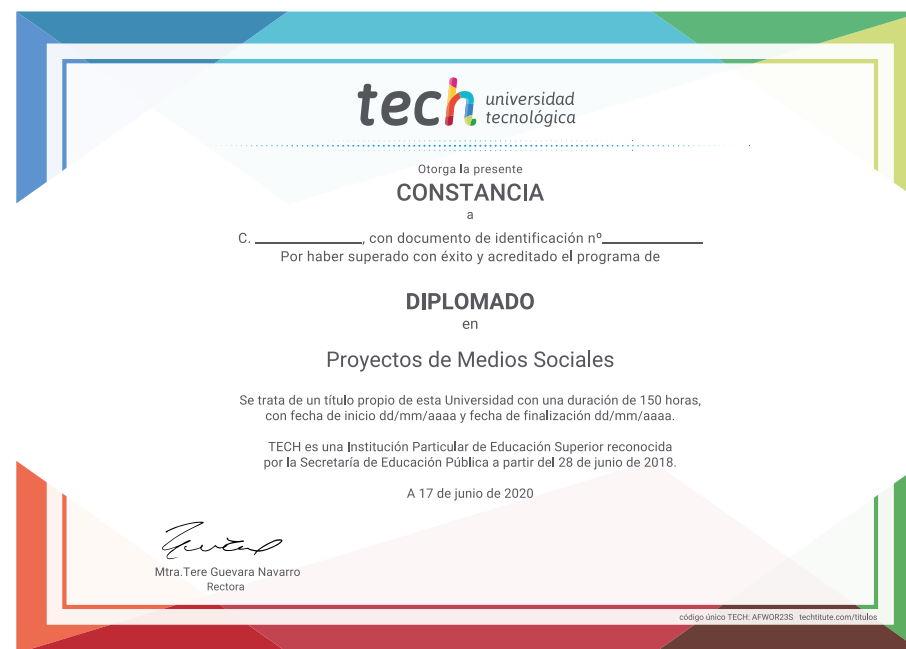 tech universidad
tecnológica
Otorga la presente
CONSTANCIA
a
C. ______________, con documento de identificación nº_____________
Por haber superado con éxito y acreditado el programa de
DIPLOMADO
en
Proyectos de Medios Sociales
Se trata de un título propio de esta Universidad con una duración de 150 horas,
con fecha de inicio dd/mm/aaaa y fecha de finalización dd/mm/aaaa.
TECH es una Institución Particular de Educación Superior reconocida
por la Secretaría de Educación Pública a partir del 28 de junio de 2018.
A 17 de junio de 2020
Mtra.Tere Guevara Navarro
Rectora
código único TECH: AFWOR23S techtitute.com/titulos